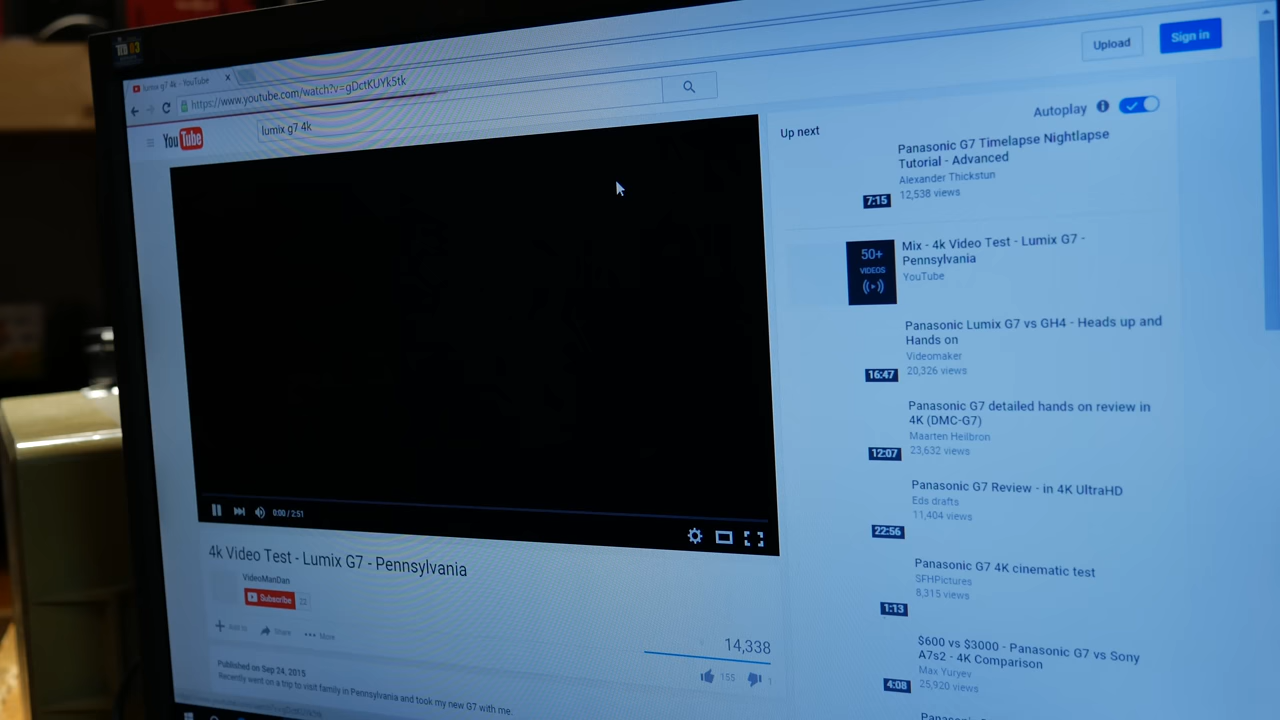 lumix g7 4k - YouTube
https://www.youtube.com/watch?v=gDctKUYk5tk
YouTube
lumix g7 4k
Upload
Sign in
0:00 / 2:51
4k Video Test - Lumix G7 - Pennsylvania
VideoManDan
Subscribe
Add to
Share
More
14,338
155
1
Published on Sep 24, 2015
Recently went on a trip to visit family in Pennsylvania and took my new G7 with me.
Up next
Autoplay
Panasonic G7 Timelapse Nightlapse
Tutorial - Advanced
Alexander Thickstun
12,538 views
7:15
50+
VIDEOS
Mix - 4k Video Test - Lumix G7 -
Pennsylvania
YouTube
Panasonic Lumix G7 vs GH4 - Heads up and
Hands on
Videomaker
20,326 views
16:47
Panasonic G7 detailed hands on review in
4K (DMC-G7)
Maarten Heilbron
23,632 views
12:07
Panasonic G7 Review - in 4K UltraHD
Eds drafts
11,404 views
22:56
Panasonic G7 4K cinematic test
SFHPictures
8,315 views
1:13
$600 vs $3000 - Panasonic G7 vs Sony
A7s2 - 4K Comparison
Max Yuryev
25,920 views
4:08